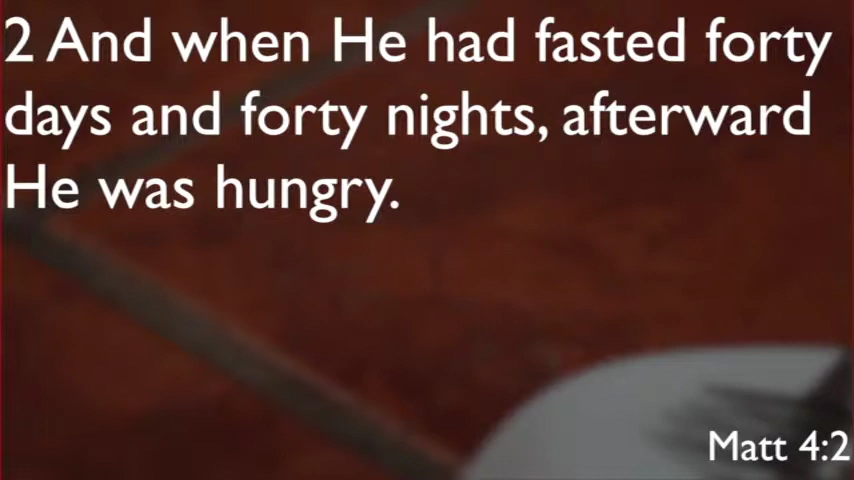 2 And when He had fasted forty
days and forty nights, afterward
He was hungry.
Matt 4:2